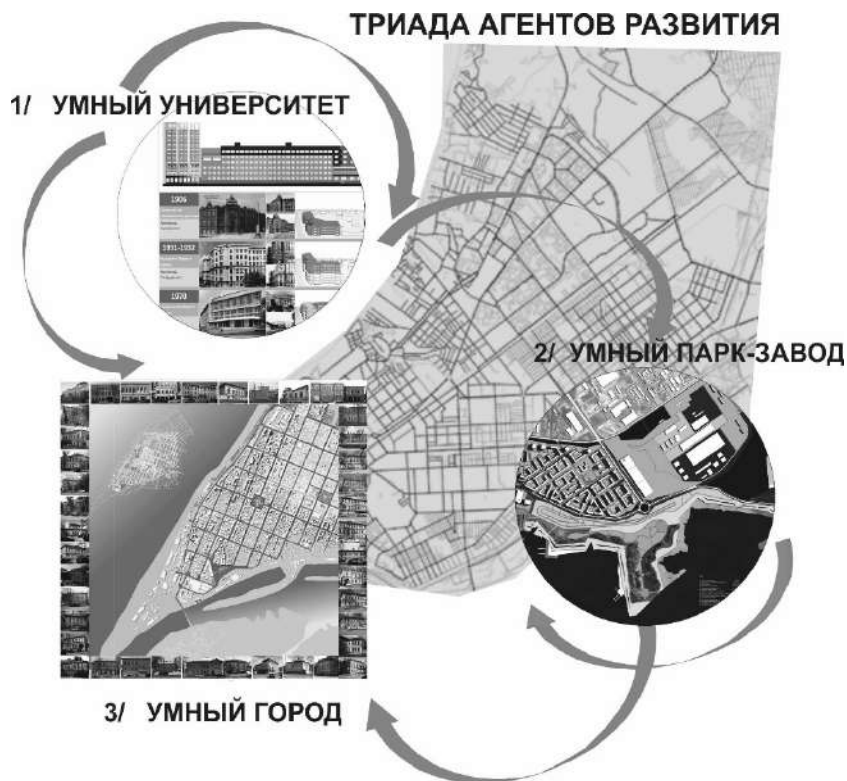 ТРИАДА АГЕНТОВ РАЗВИТИЯ
1/ УМНЫЙ УНИВЕРСИТЕТ
1906
1931-1932
1970
2/ УМНЫЙ ПАРК-ЗАВОД
3/ УМНЫЙ ГОРОД